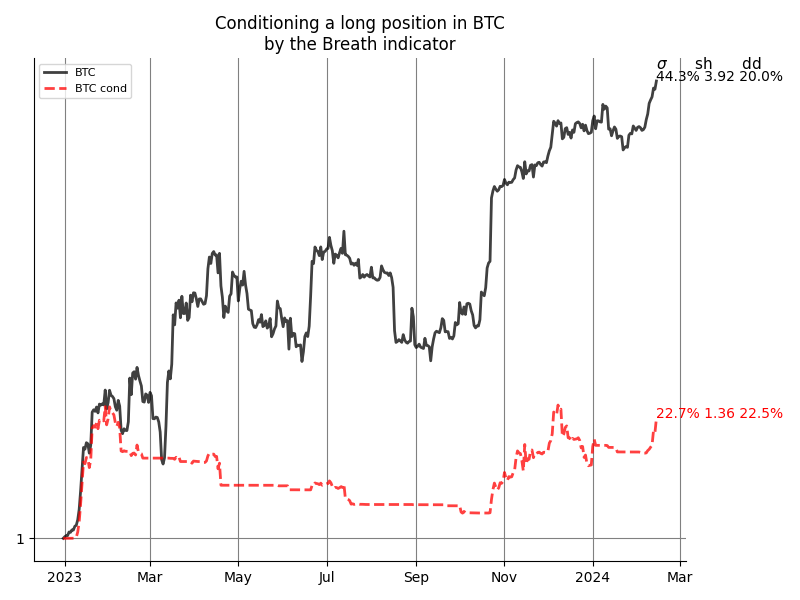 Conditioning a long position in BTC
by the Breath indicator
σ sh dd
44.3% 3.92 20.0%
BTC
BTC cond
22.7% 1.36 22.5%
1
2023 Mar May Jul Sep Nov 2024 Mar